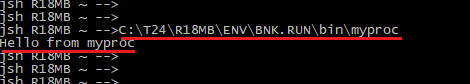 jsh R18MB ~ -->
jsh R18MB ~ -->
jsh R18MB ~ -->C:\T24\R18MB\ENV\BNK.RUN\bin\myproc
Hello from myproc
jsh R18MB ~ -->
jsh R18MB ~ -->
jsh R18MB ~ -->